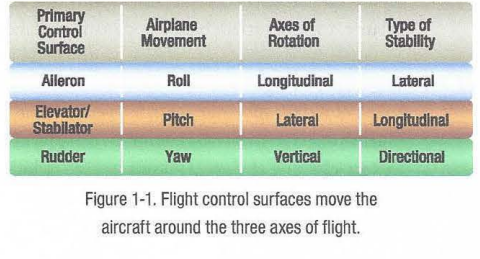 Primary Control Surface Airplane Movement Axes of Rotation Type of Stability
Aileron Roll Longitudinal Lateral
Elevator/ Stabilator Pitch Lateral Longitudinal
Rudder Yaw Vertical Directional
Figure 1-1. Flight control surfaces move the
aircraft around the three axes of flight.